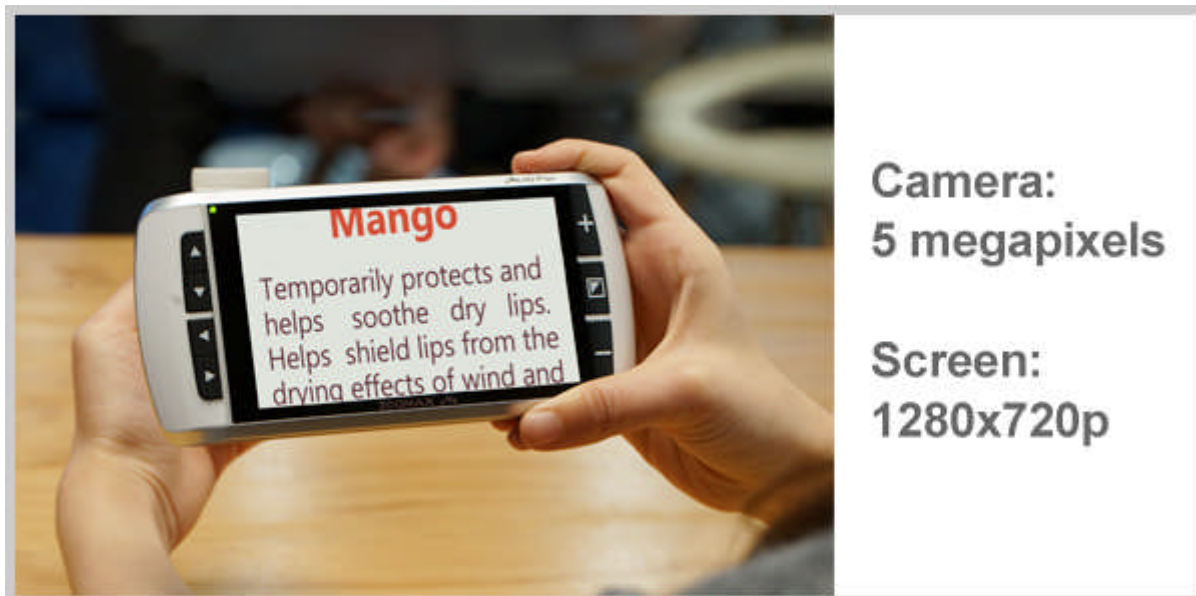 Mango
Temporarily protects and
helps soothe dry lips.
Helps shield lips from the
drying effects of wind and
Camera:
5 megapixels
Screen:
1280x720p